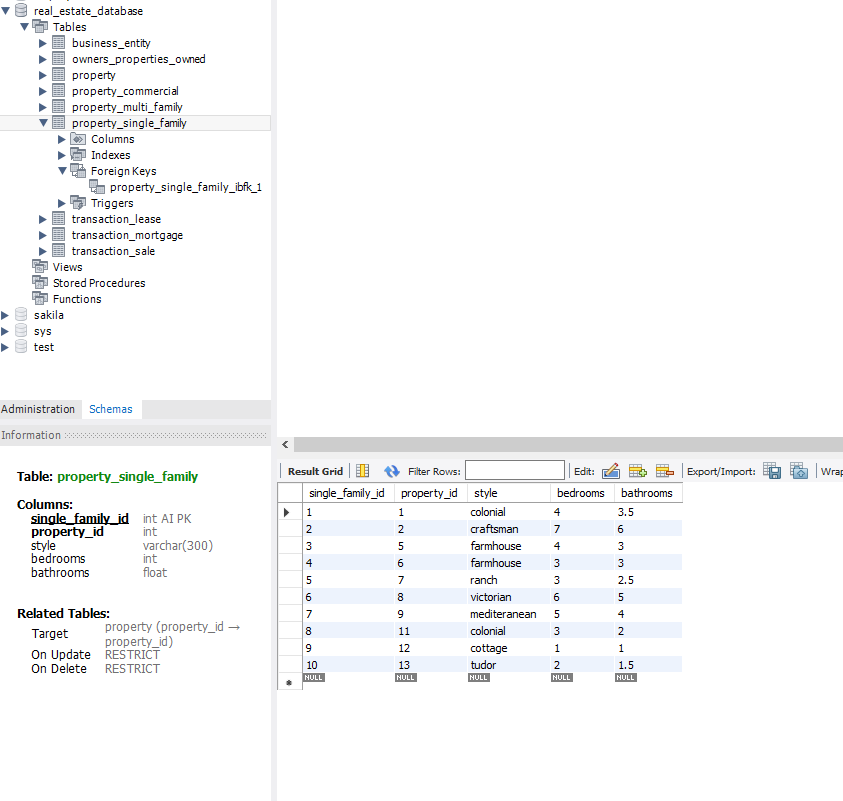 real_estate_database
Tables
business_entity
owners_properties_owned
property
property_commercial
property_multi_family
property_single_family
Columns
Indexes
Foreign Keys
property_single_family_ibfk_1
Triggers
transaction_lease
transaction_mortgage
transaction_sale
Views
Stored Procedures
Functions
sakila
sys
test
Administration Schemas
Information
Table: property_single_family
Columns:
single_family_id int AI PK
property_id int
style varchar(300)
bedrooms int
bathrooms float
Related Tables:
Target property (property_id →
property_id)
On Update RESTRICT
On Delete RESTRICT
Result Grid Filter Rows: Edit: Export/Import: Wrap
single_family_id property_id style bedrooms bathrooms
1 1 colonial 4 3.5
2 2 craftsman 7 6
3 5 farmhouse 4 3
4 6 farmhouse 3 3
5 7 ranch 3 2.5
6 8 victorian 6 5
7 9 mediteranean 5 4
8 11 colonial 3 2
9 12 cottage 1 1
10 13 tudor 2 1.5
NULL NULL NULL NULL NULL